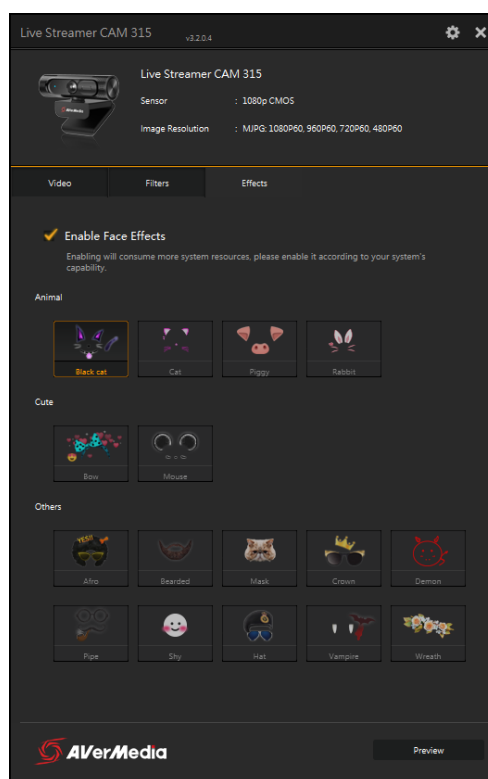 Live Streamer CAM 315 v3.2.0.4
Live Streamer CAM 315
Sensor : 1080p CMOS
Image Resolution : MJPG: 1080P60, 960P60, 720P60, 480P60
Video Filters Effects
Enable Face Effects
Enabling will consume more system resources, please enable it according to your system's
capability.
Animal
Black cat Cat Piggy Rabbit
Cute
Bow Mouse
Others
YES!!
Afro Bearded Mask Crown Demon
Pipe Shy Hat Vampire Wreath
AVerMedia Preview